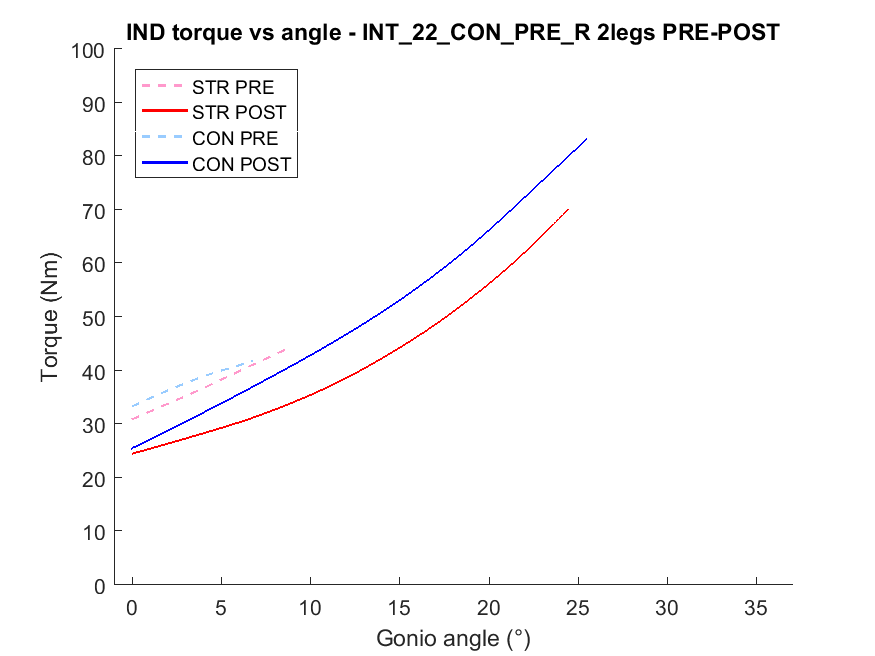 IND torque vs angle - INT_22_CON_PRE_R 2legs PRE-POST
100
90
80
70
60
50
40
30
20
10
0
Torque (Nm)
STR PRE
STR POST
CON PRE
CON POST
0 5 10 15 20 25 30 35
Gonio angle (°)